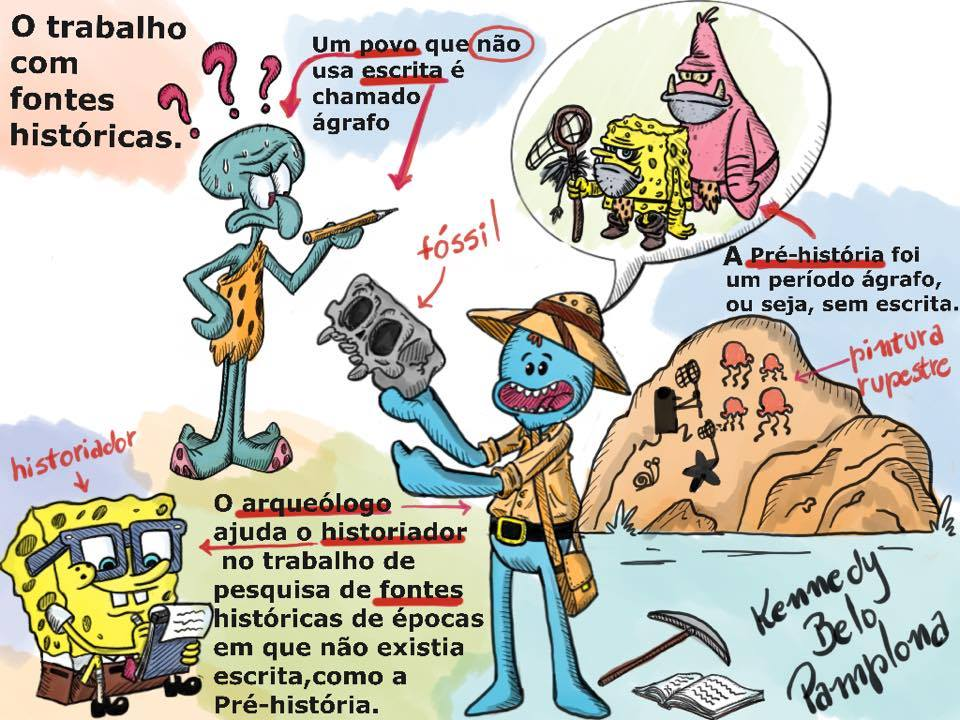 O trabalho
com
fontes
históricas.
Um povo que não
usa escrita é
chamado
ágrafo
fóssil
A Pré-história foi
um período ágrafo,
ou seja, sem escrita.
pintura
rupestre
historiador
O arqueólogo
ajuda o historiador
no trabalho de
pesquisa de fontes
históricas de épocas
em que não existia
escrita,como a
Pré-história.
Kennedy
Belo
Pamplona